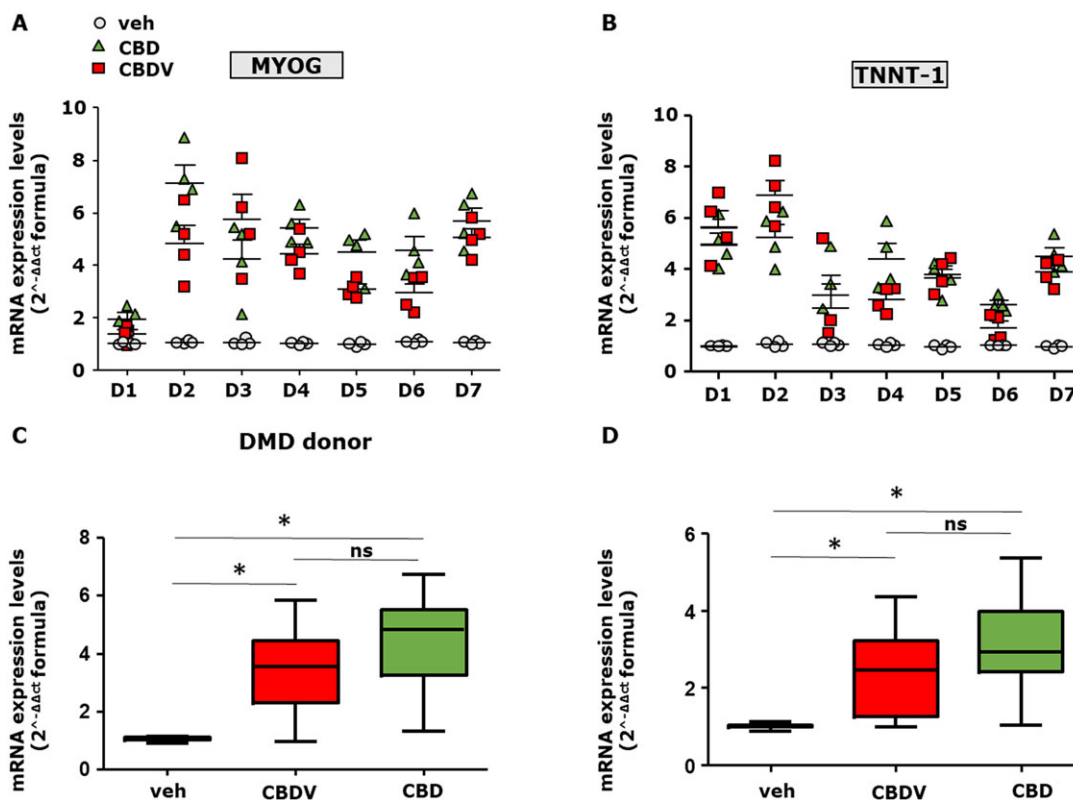 A
veh
CBD
CBDV
MYOG
mRNA expression levels
(2^-ΔΔct formula)
10
8
6
4
2
0
D1 D2 D3 D4 D5 D6 D7
B
TNNT-1
mRNA expression levels
(2^-ΔΔct formula)
10
8
6
4
2
0
D1 D2 D3 D4 D5 D6 D7
C
DMD donor
mRNA expression levels
(2^-ΔΔct formula)
8
6
4
2
0
*
*
ns
veh CBDV CBD
D
mRNA expression levels
(2^-ΔΔct formula)
6
4
2
0
*
*
ns
veh CBDV CBD